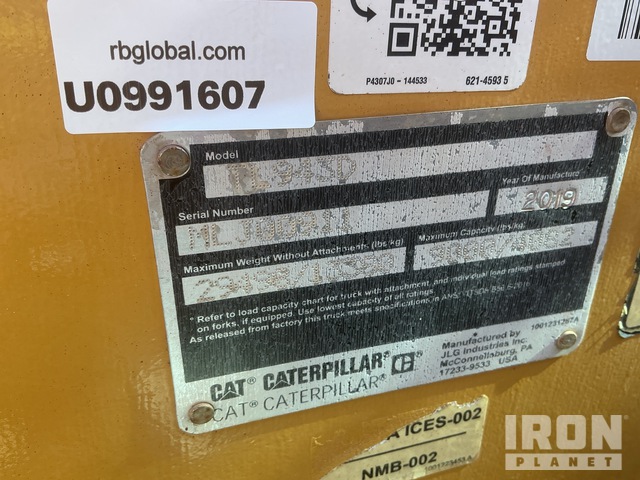 rbglobal.com
U0991607
P4307J0 - 144533
621-4593 5
Model
Year Of Manufacture
2019
Serial Number
Maximum Weight Without Attachments (lbs/kg)
Maximum Capacity (lbs/kg)
* Refer to load capacity chart for truck with attachment, and individual load ratings stamped
on forks, if equipped. Use lowest capacity of all ratings.
As released from factory this truck meets specifications in
1001231267A
Manufactured by
JLG Industries Inc.
McConnellsburg, PA
17233-9533 USA
CAT® CATERPILLAR®
CAT® CATERPILLAR®
ICES-002
NMB-002
IRON
PLANET